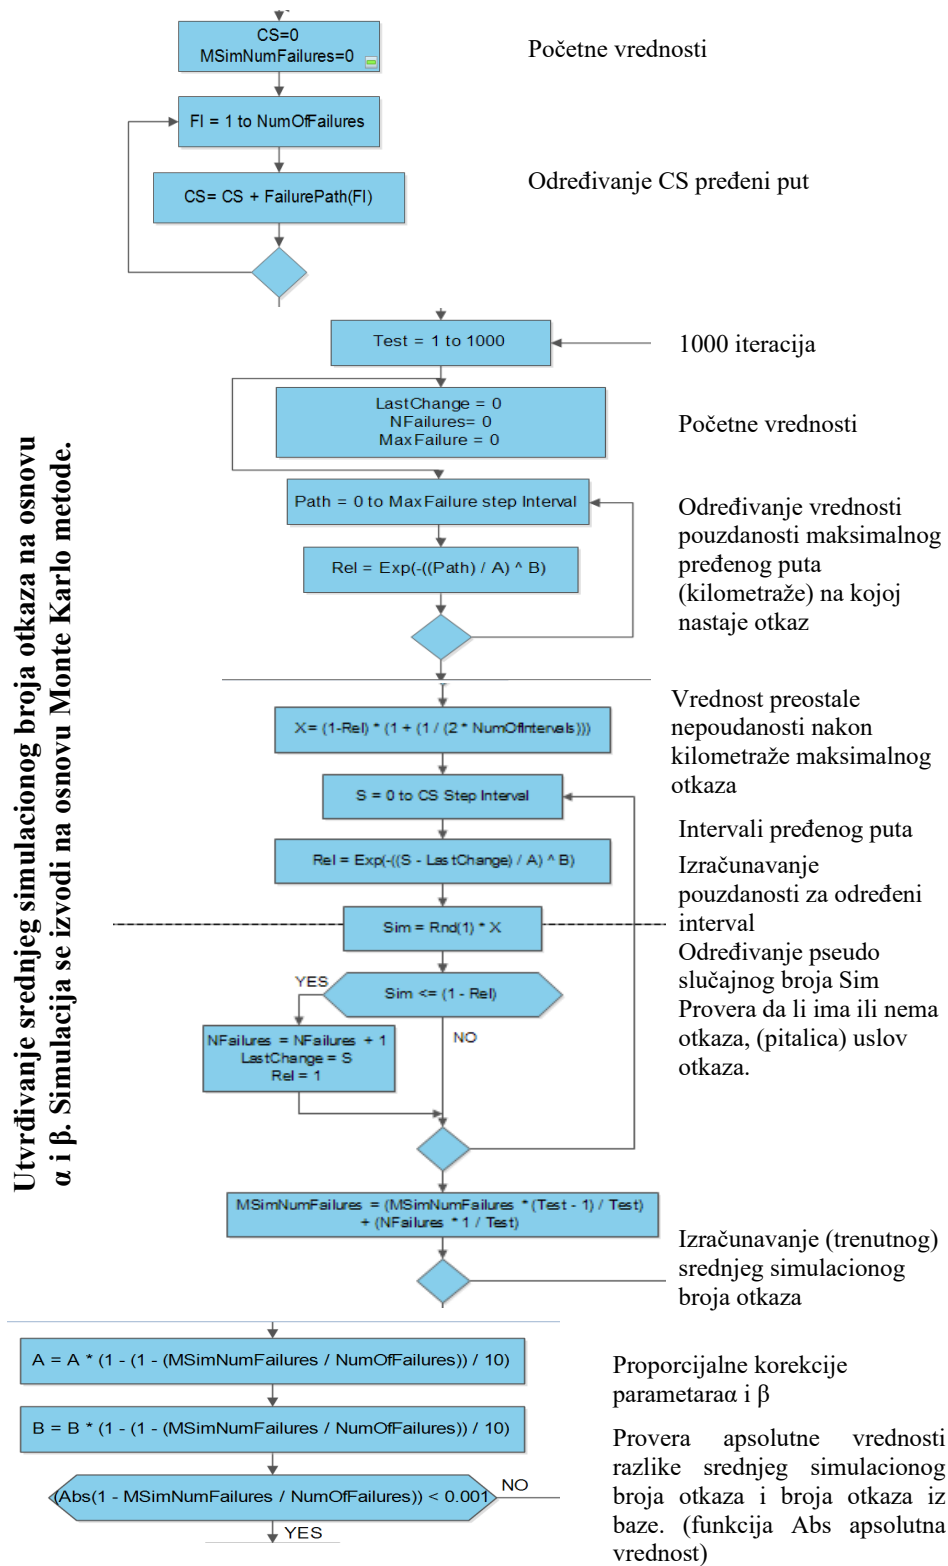 CS=0
MSimNumFailures=0
Početne vrednosti
FI = 1 to NumOfFailures
CS= CS + FailurePath(FI)
Određivanje CS pređeni put
Test = 1 to 1000
1000 iteracija
LastChange = 0
NFailures= 0
MaxFailure = 0
Početne vrednosti
Path = 0 to MaxFailure step Interval
Rel = Exp(-((Path) / A) ^ B)
Određivanje vrednosti
pouzdanosti maksimalnog
pređenog puta
(kilometraže) na kojoj
nastaje otkaz
Utvrđivanje srednjeg simulacionog broja otkaza na osnovu
α i β. Simulacija se izvodi na osnovu Monte Karlo metode.
X= (1-Rel) * (1 + (1 / (2 * NumOfIntervals)))
Vrednost preostale
nepoudanosti nakon
kilometraže maksimalnog
otkaza
S = 0 to CS Step Interval
Intervali pređenog puta
Rel = Exp(-((S - LastChange) / A) ^ B)
Izračunavanje
pouzdanosti za određeni
interval
Sim = Rnd(1) * X
Određivanje pseudo
slučajnog broja Sim
Sim <= (1 - Rel)
YES
NO
Provera da li ima ili nema
otkaza, (pitalica) uslov
otkaza.
NFailures = NFailures + 1
LastChange = S
Rel = 1
MSimNumFailures = (MSimNumFailures * (Test - 1) / Test)
+ (NFailures * 1 / Test)
Izračunavanje (trenutnog)
srednjeg simulacionog
broja otkaza
A = A * (1 - (1 - (MSimNumFailures / NumOfFailures)) / 10)
B = B * (1 - (1 - (MSimNumFailures / NumOfFailures)) / 10)
Proporcijalne korekcije
parametaraα i β
(Abs(1 - MSimNumFailures / NumOfFailures)) < 0.001
NO
YES
Provera apsolutne vrednosti
razlike srednjeg simulacionog
broja otkaza i broja otkaza iz
baze. (funkcija Abs apsolutna
vrednost)